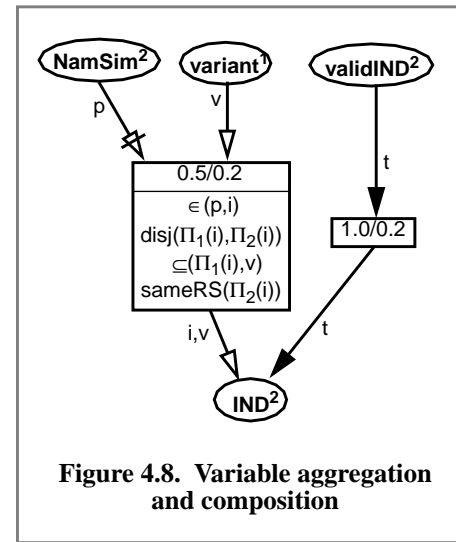 NamSim²
variant¹
validIND²
p
v
t
0.5/0.2
∈(p,i)
disj(Π₁(i),Π₂(i))
⊆(Π₁(i),v)
sameRS(Π₂(i))
1.0/0.2
i,v
t
IND²
Figure 4.8. Variable aggregation
and composition